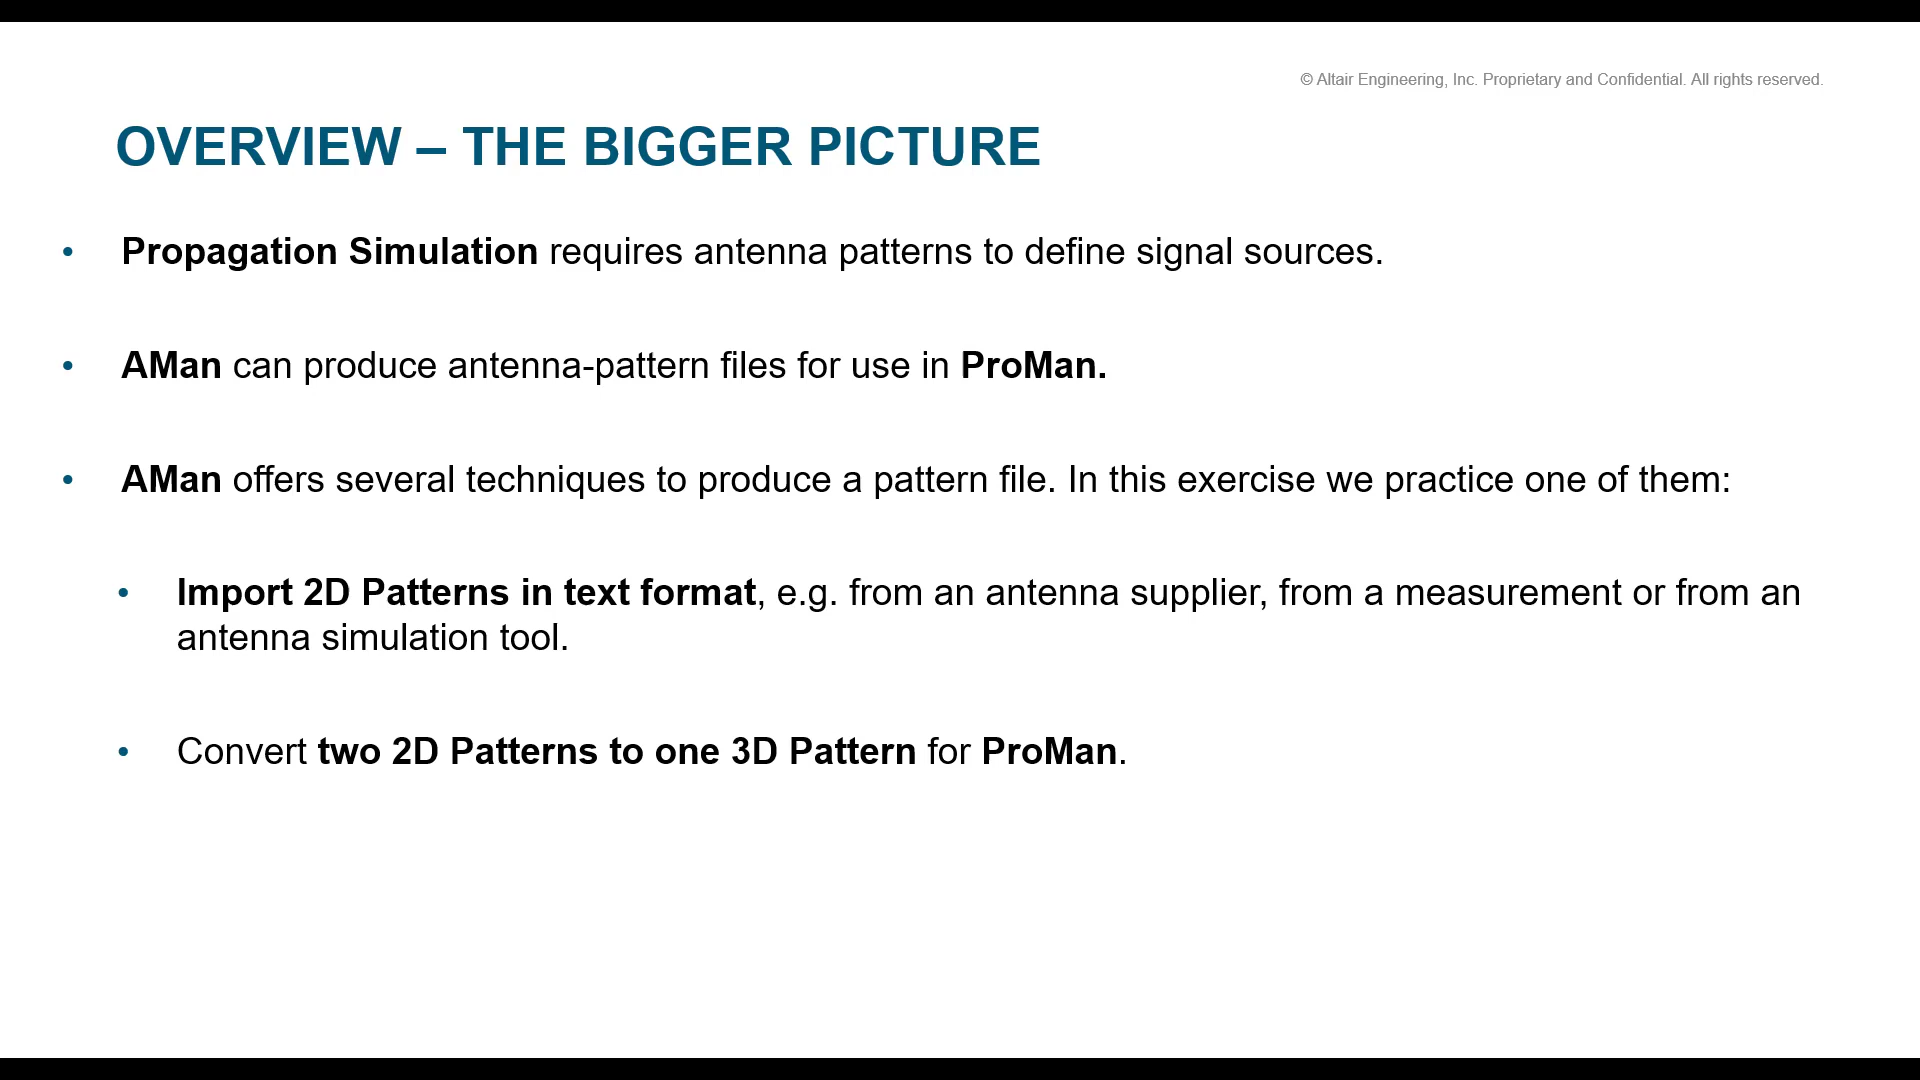 © Altair Engineering, Inc. Proprietary and Confidential. All rights reserved.
OVERVIEW – THE BIGGER PICTURE
• Propagation Simulation requires antenna patterns to define signal sources.
• AMan can produce antenna-pattern files for use in ProMan.
• AMan offers several techniques to produce a pattern file. In this exercise we practice one of them:
• Import 2D Patterns in text format, e.g. from an antenna supplier, from a measurement or from an
antenna simulation tool.
• Convert two 2D Patterns to one 3D Pattern for ProMan.